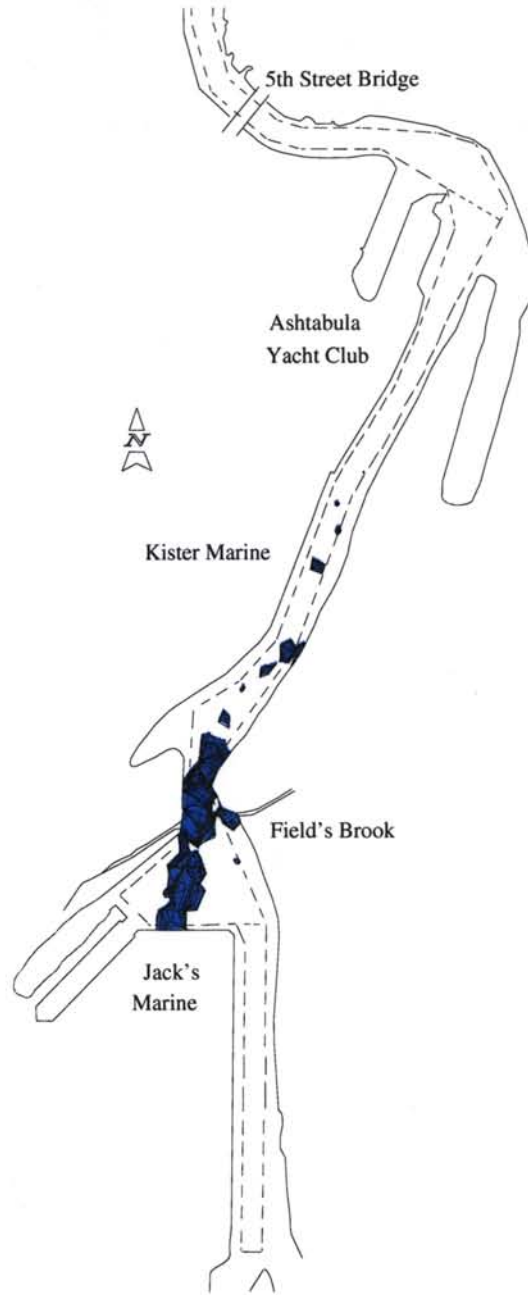 5th Street Bridge
Ashtabula
Yacht Club
N
Kister Marine
Field's Brook
Jack's
Marine